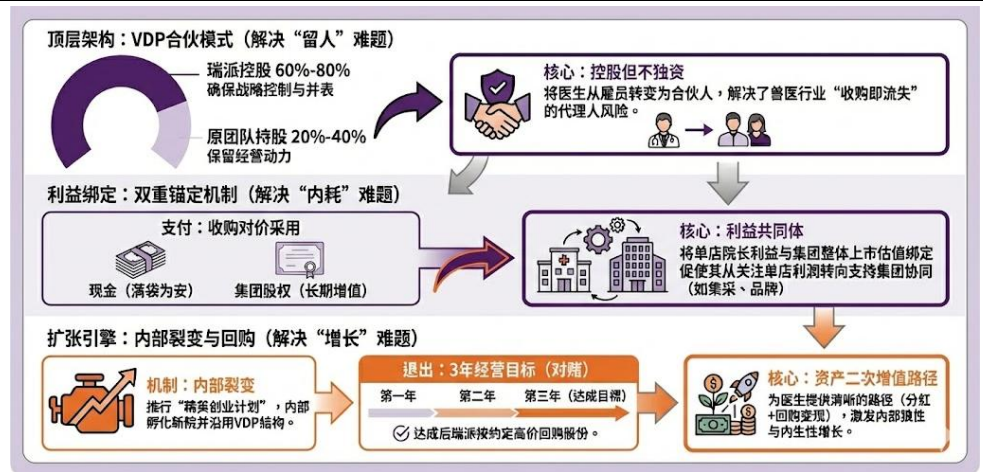 顶层架构：VDP合伙模式（解决“留人”难题）
瑞派控股 60%-80%
确保战略控制与并表
原团队持股 20%-40%
保留经营动力
核心：控股但不独资
将医生从雇员转变为合伙人，解决了兽医行业“收购即流失”
的代理人风险。
利益绑定：双重锚定机制（解决“内耗”难题）
支付：收购对价采用
现金（落袋为安）
集团股权（长期增值）
核心：利益共同体
将单店院长利益与集团整体上市估值绑定
促使其从关注单店利润转向支持集团协同
（如集采、品牌）
扩张引擎：内部裂变与回购（解决“增长”难题）
机制：内部裂变
推行“精英创业计划”，内部
孵化新院并沿用VDP结构。
退出：3年经营目标（对赌）
第一年
第二年
第三年（达成目标）
达成后瑞派按约定高价回购股份。
核心：资产二次增值路径
为医生提供清晰的路径（分红
+回购变现），激发内部狼性
与内生性增长。